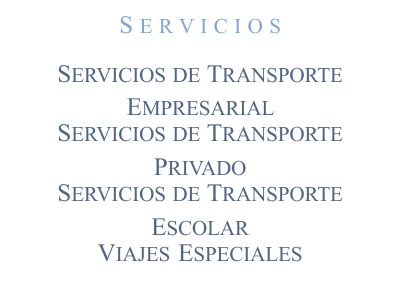 SERVICIOS
SERVICIOS DE TRANSPORTE
EMPRESARIAL
SERVICIOS DE TRANSPORTE
PRIVADO
SERVICIOS DE TRANSPORTE
ESCOLAR
VIAJES ESPECIALES